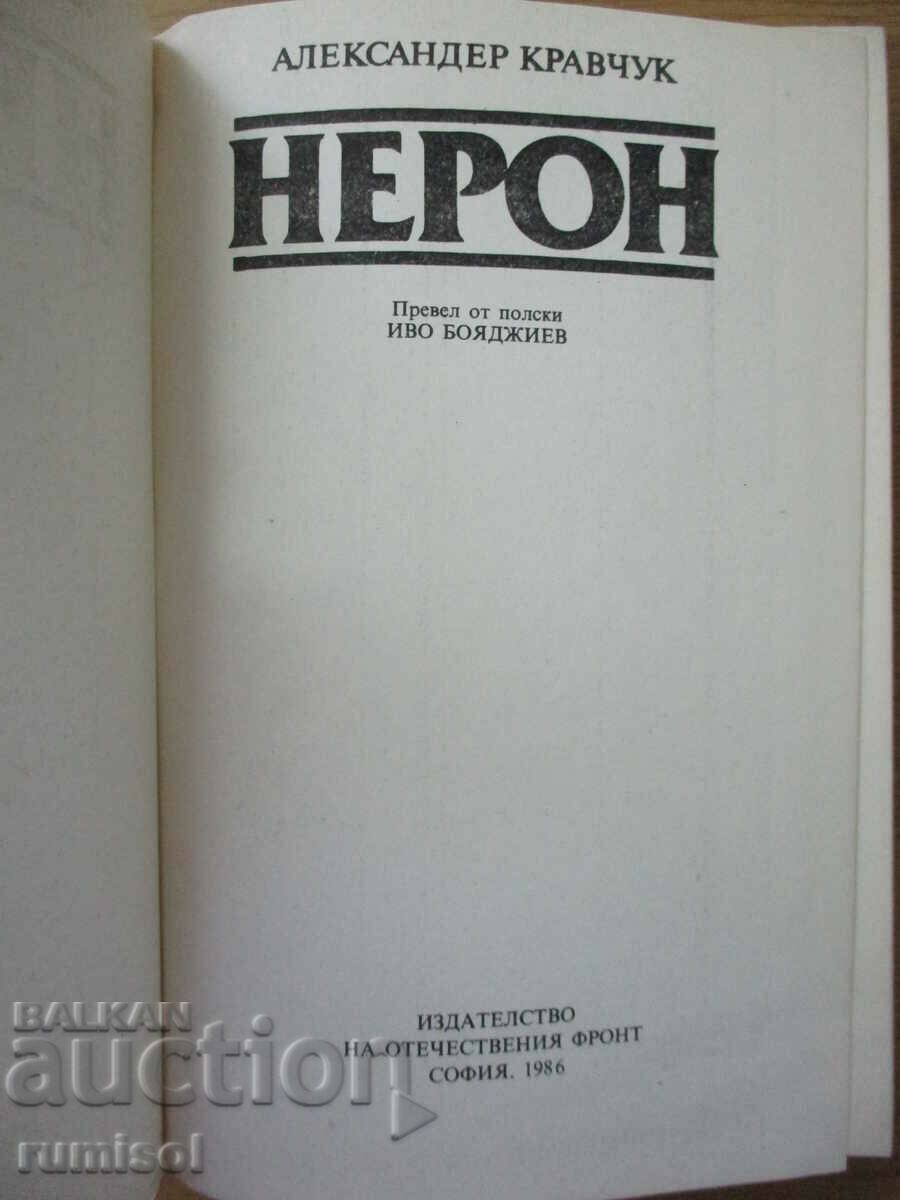 АЛЕКСАНДЕР КРАВЧУК
НЕРОН
Превел от полски
ИВО БОЯДЖИЕВ
ИЗДАТЕЛСТВО
НА ОТЕЧЕСТВЕНИЯ ФРОНТ
СОФИЯ. 1986
BALKAN
auction
rumisol